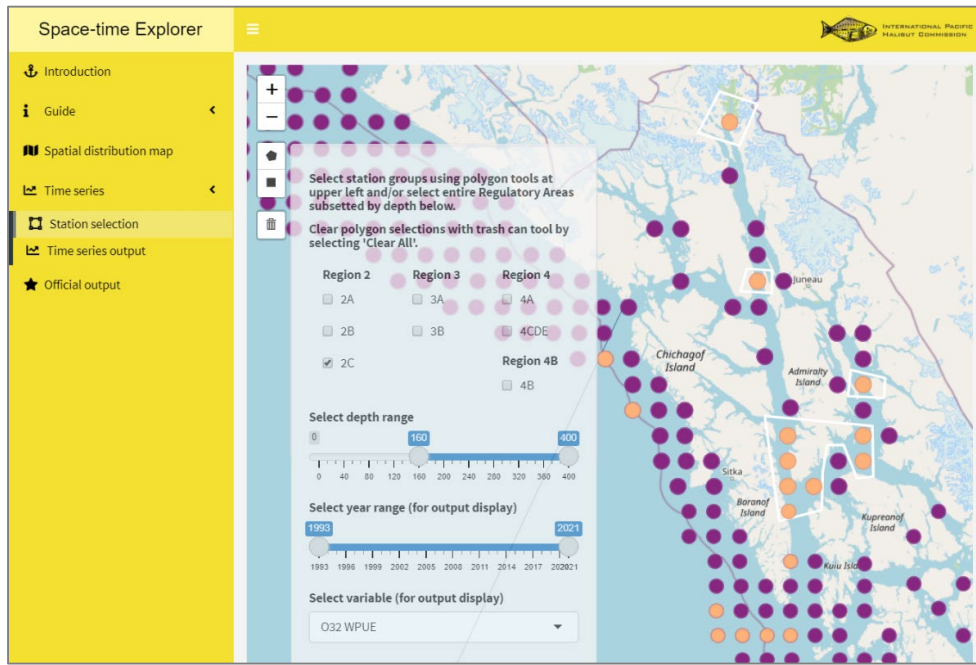 Space-time Explorer
INTERNATIONAL PACIFIC
HALIBUT COMMISSION
Introduction
Guide
Spatial distribution map
Time series
Station selection
Time series output
Official output
+
−
Select station groups using polygon tools at
upper left and/or select entire Regulatory Areas
subsetted by depth below.
Clear polygon selections with trash can tool by
selecting 'Clear All'.
Region 2 Region 3 Region 4
2A 3A 4A
2B 3B 4CDE
2C Region 4B
4B
Select depth range
0 160 400
0 40 80 120 160 200 240 280 320 360 400
Select year range (for output display)
1993 2021
1993 1996 1999 2002 2005 2008 2011 2014 2017 2020 2021
Select variable (for output display)
O32 WPUE
Juneau
Chichagof
Island
Admiralty
Island
Sitka
Baranof
Island
Kupreanof
Island
Kuiu Island